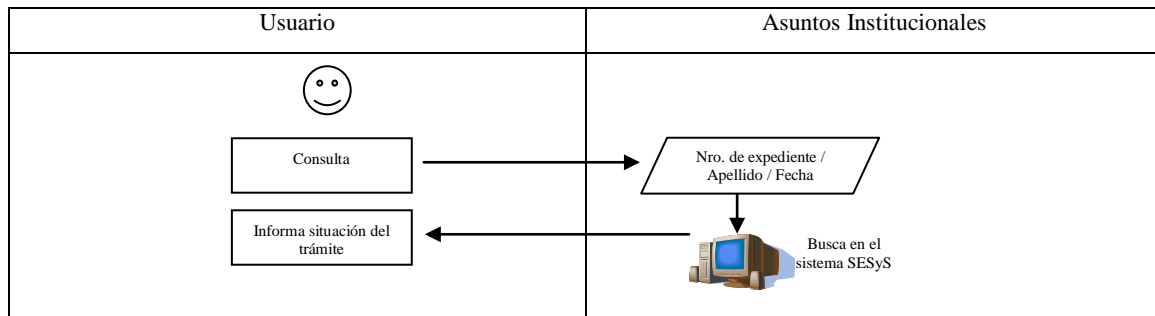 Usuario
Asuntos Institucionales
Consulta
Nro. de expediente /
Apellido / Fecha
Informa situación del
trámite
Busca en el
sistema SESyS